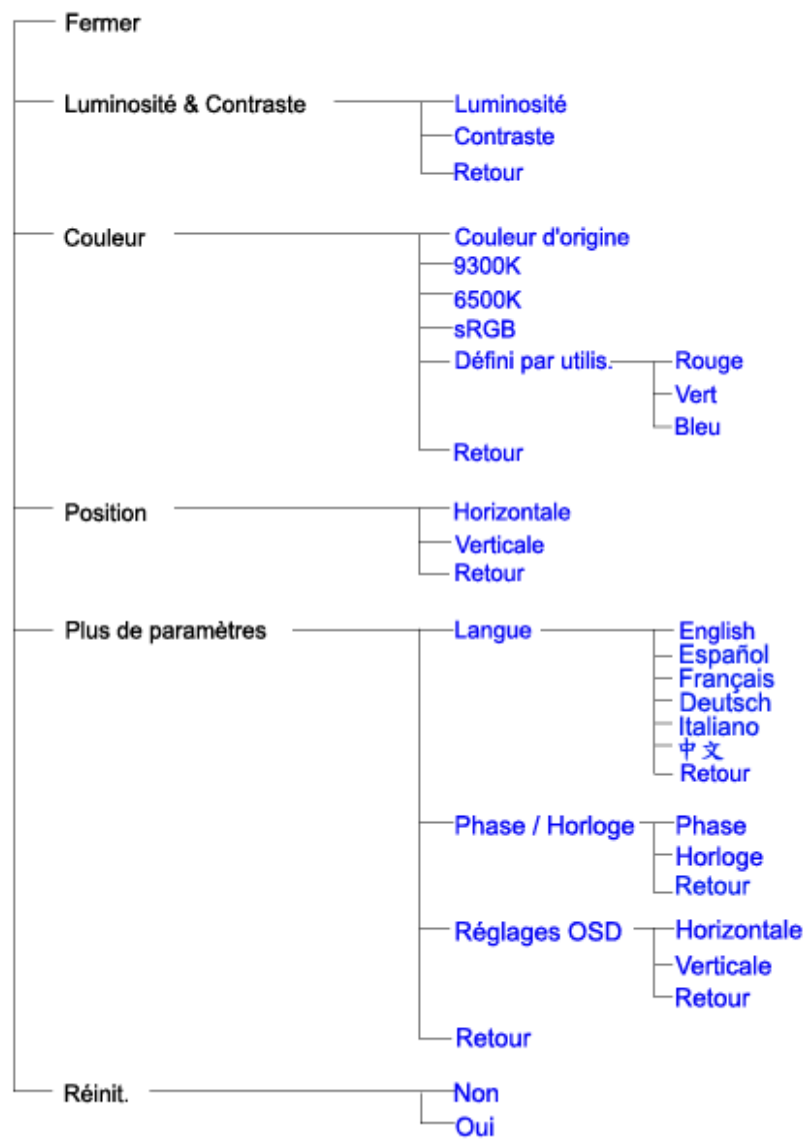 Fermer
Luminosité & Contraste
Luminosité
Contraste
Retour
Couleur
Couleur d'origine
9300K
6500K
sRGB
Défini par utilis.
Rouge
Vert
Bleu
Retour
Position
Horizontale
Verticale
Retour
Plus de paramètres
Langue
English
Español
Français
Deutsch
Italiano
中文
Retour
Phase / Horloge
Phase
Horloge
Retour
Réglages OSD
Horizontale
Verticale
Retour
Retour
Réinit.
Non
Oui